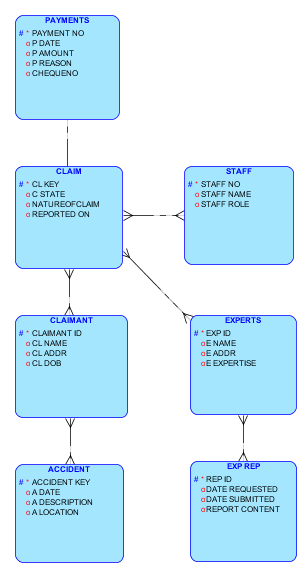 PAYMENTS
# * PAYMENT NO
o P DATE
o P AMOUNT
o P REASON
o CHEQUENO
CLAIM
# * CL KEY
o C STATE
o NATUREOFCLAIM
o REPORTED ON
STAFF
# * STAFF NO
o STAFF NAME
o STAFF ROLE
CLAIMANT
# * CLAIMANT ID
o CL NAME
o CL ADDR
o CL DOB
EXPERTS
# * EXP ID
o E NAME
o E ADDR
o E EXPERTISE
ACCIDENT
# * ACCIDENT KEY
o A DATE
o A DESCRIPTION
o A LOCATION
EXP REP
# * REP ID
o DATE REQUESTED
o DATE SUBMITTED
o REPORT CONTENT